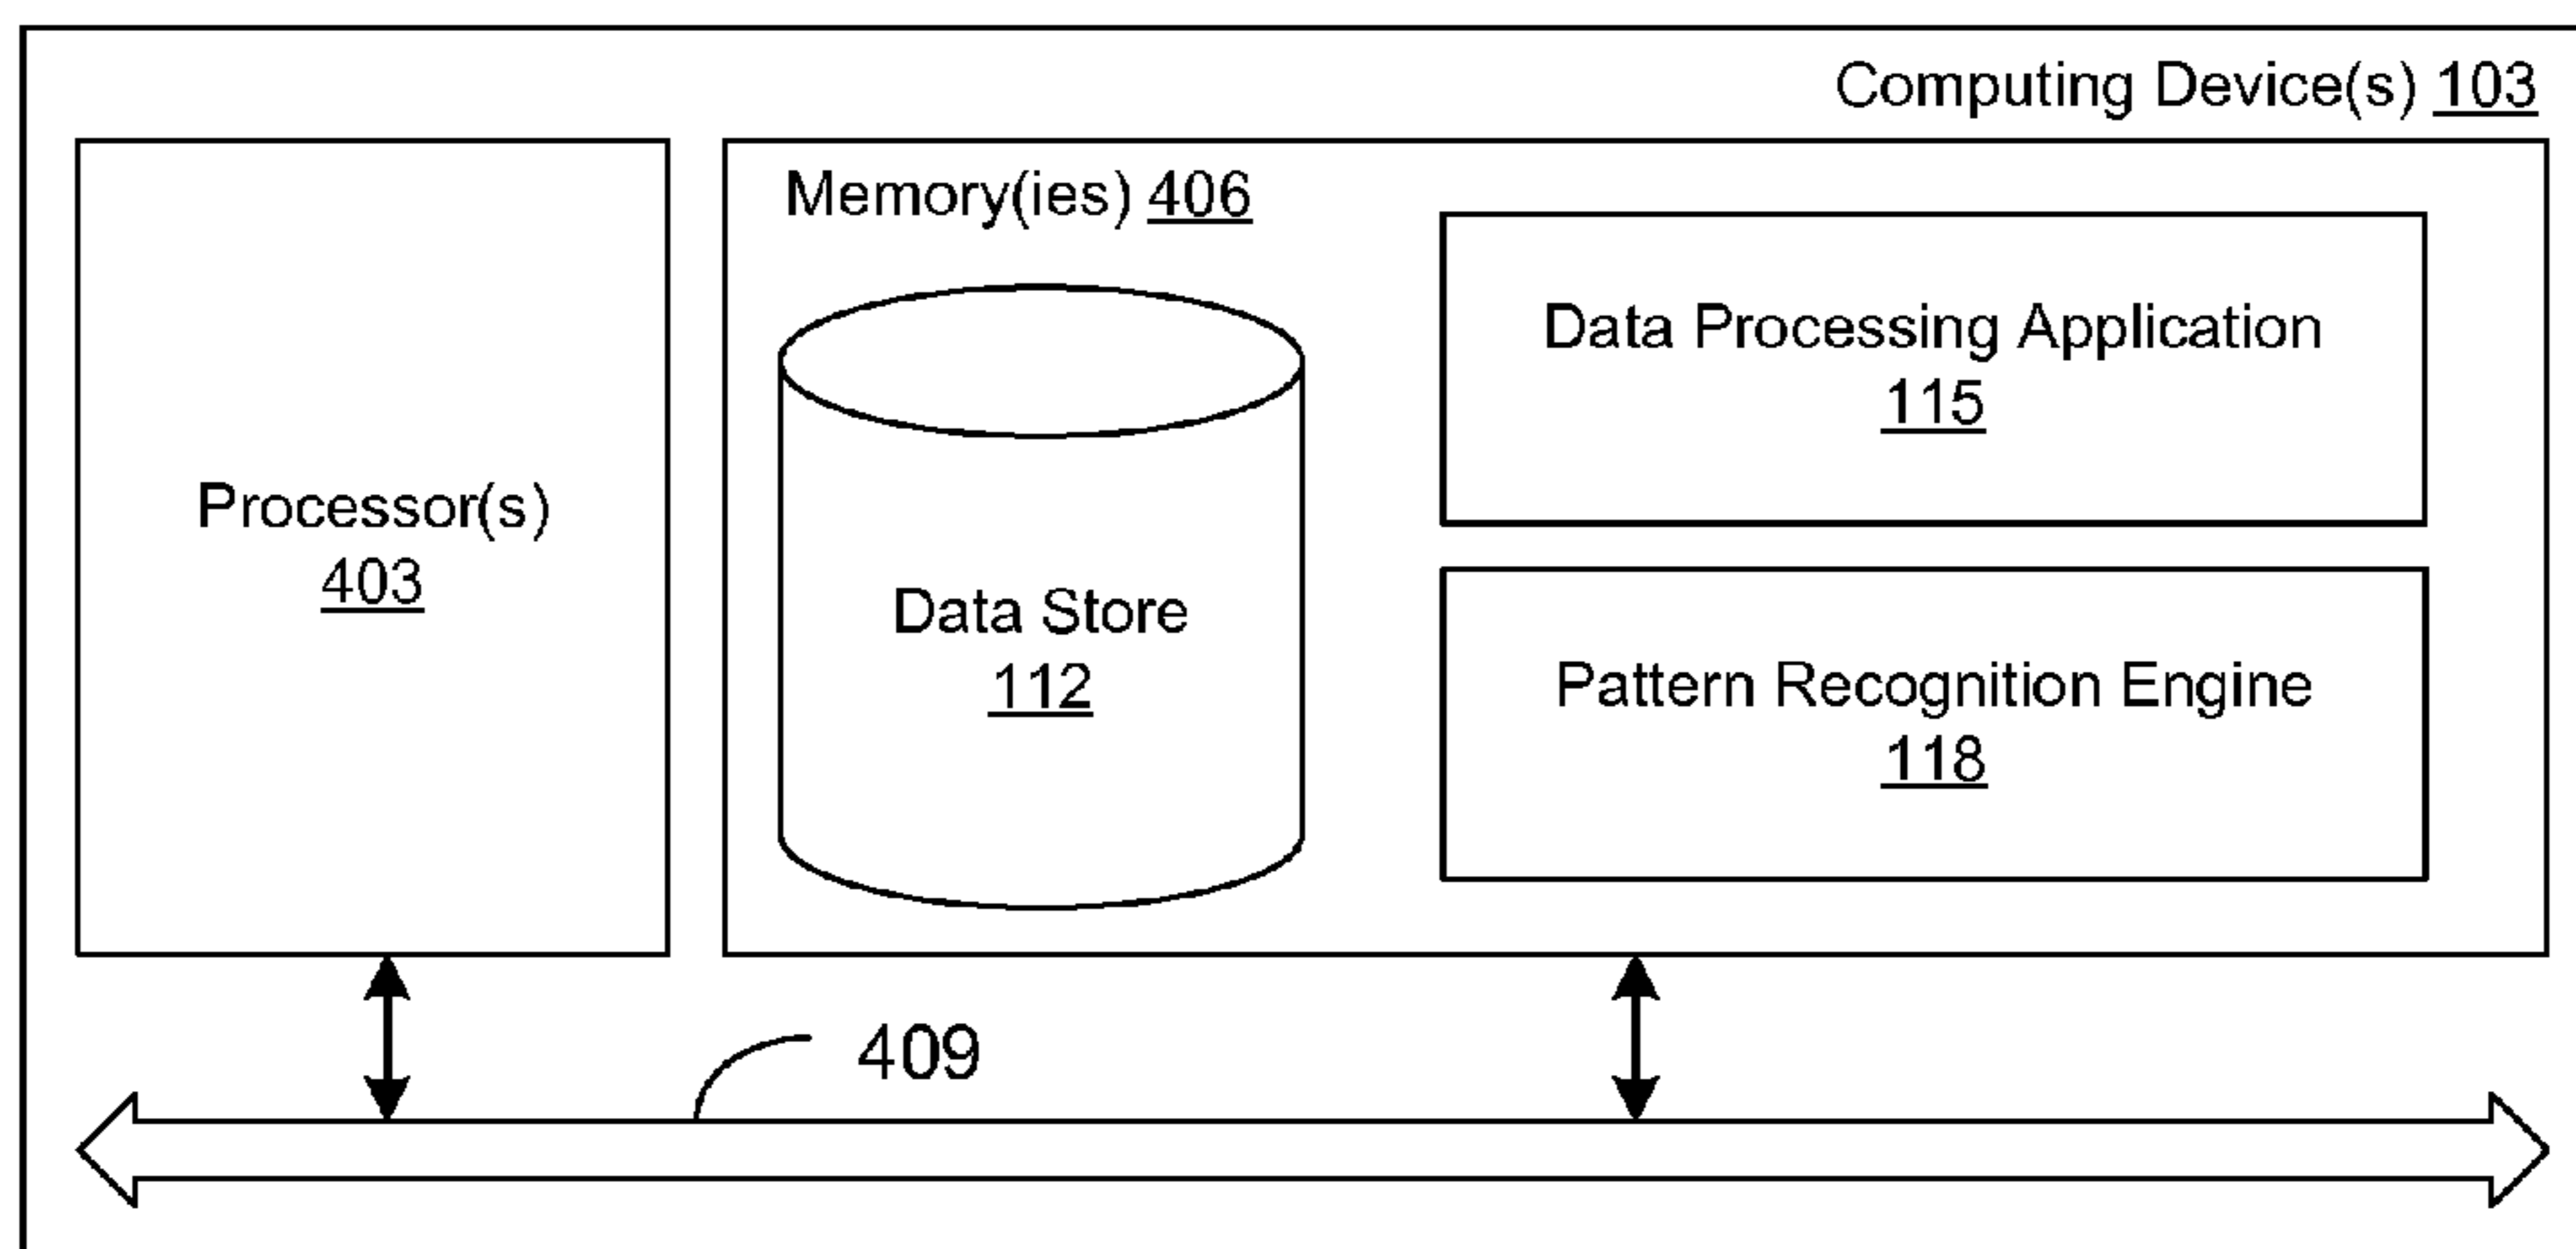 Computing Device(s) 103
Memory(ies) 406
Processor(s)
403
Data Store
112
Data Processing Application
115
Pattern Recognition Engine
118
409